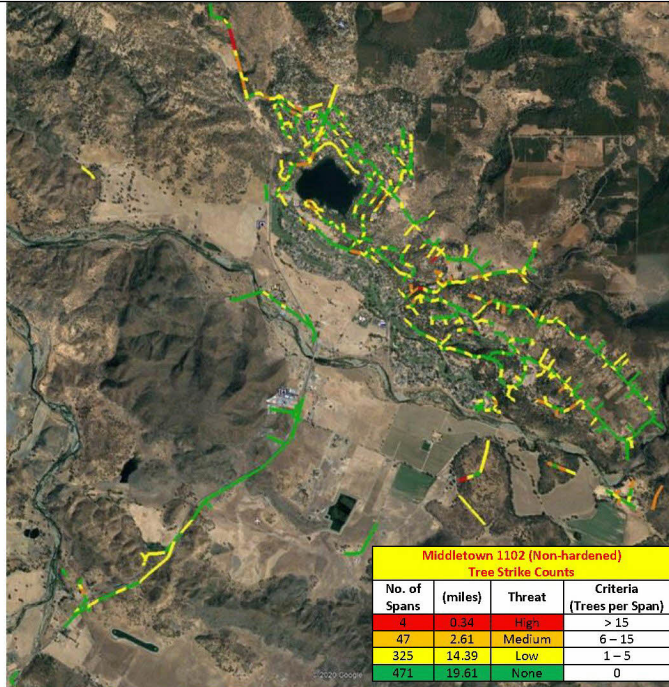 Middletown 1102 (Non-hardened)
Tree Strike Counts
No. of Spans (miles) Threat Criteria (Trees per Span)
4 0.34 High > 15
47 2.61 Medium 6 – 15
325 14.39 Low 1 – 5
471 19.61 None 0
© 2020 Google